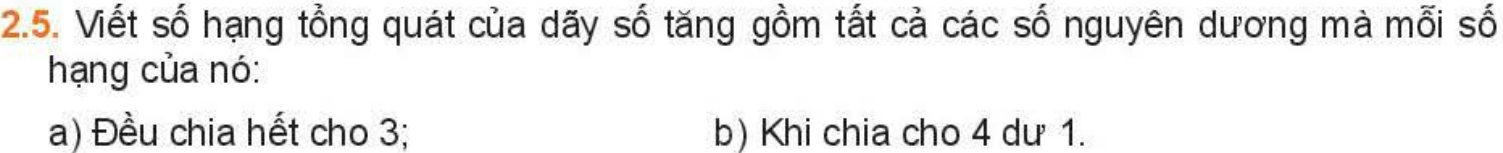 2.5. Viết số hạng tổng quát của dãy số tăng gồm tất cả các số nguyên dương mà mỗi số
hạng của nó:
a) Đều chia hết cho 3; b) Khi chia cho 4 dư 1.